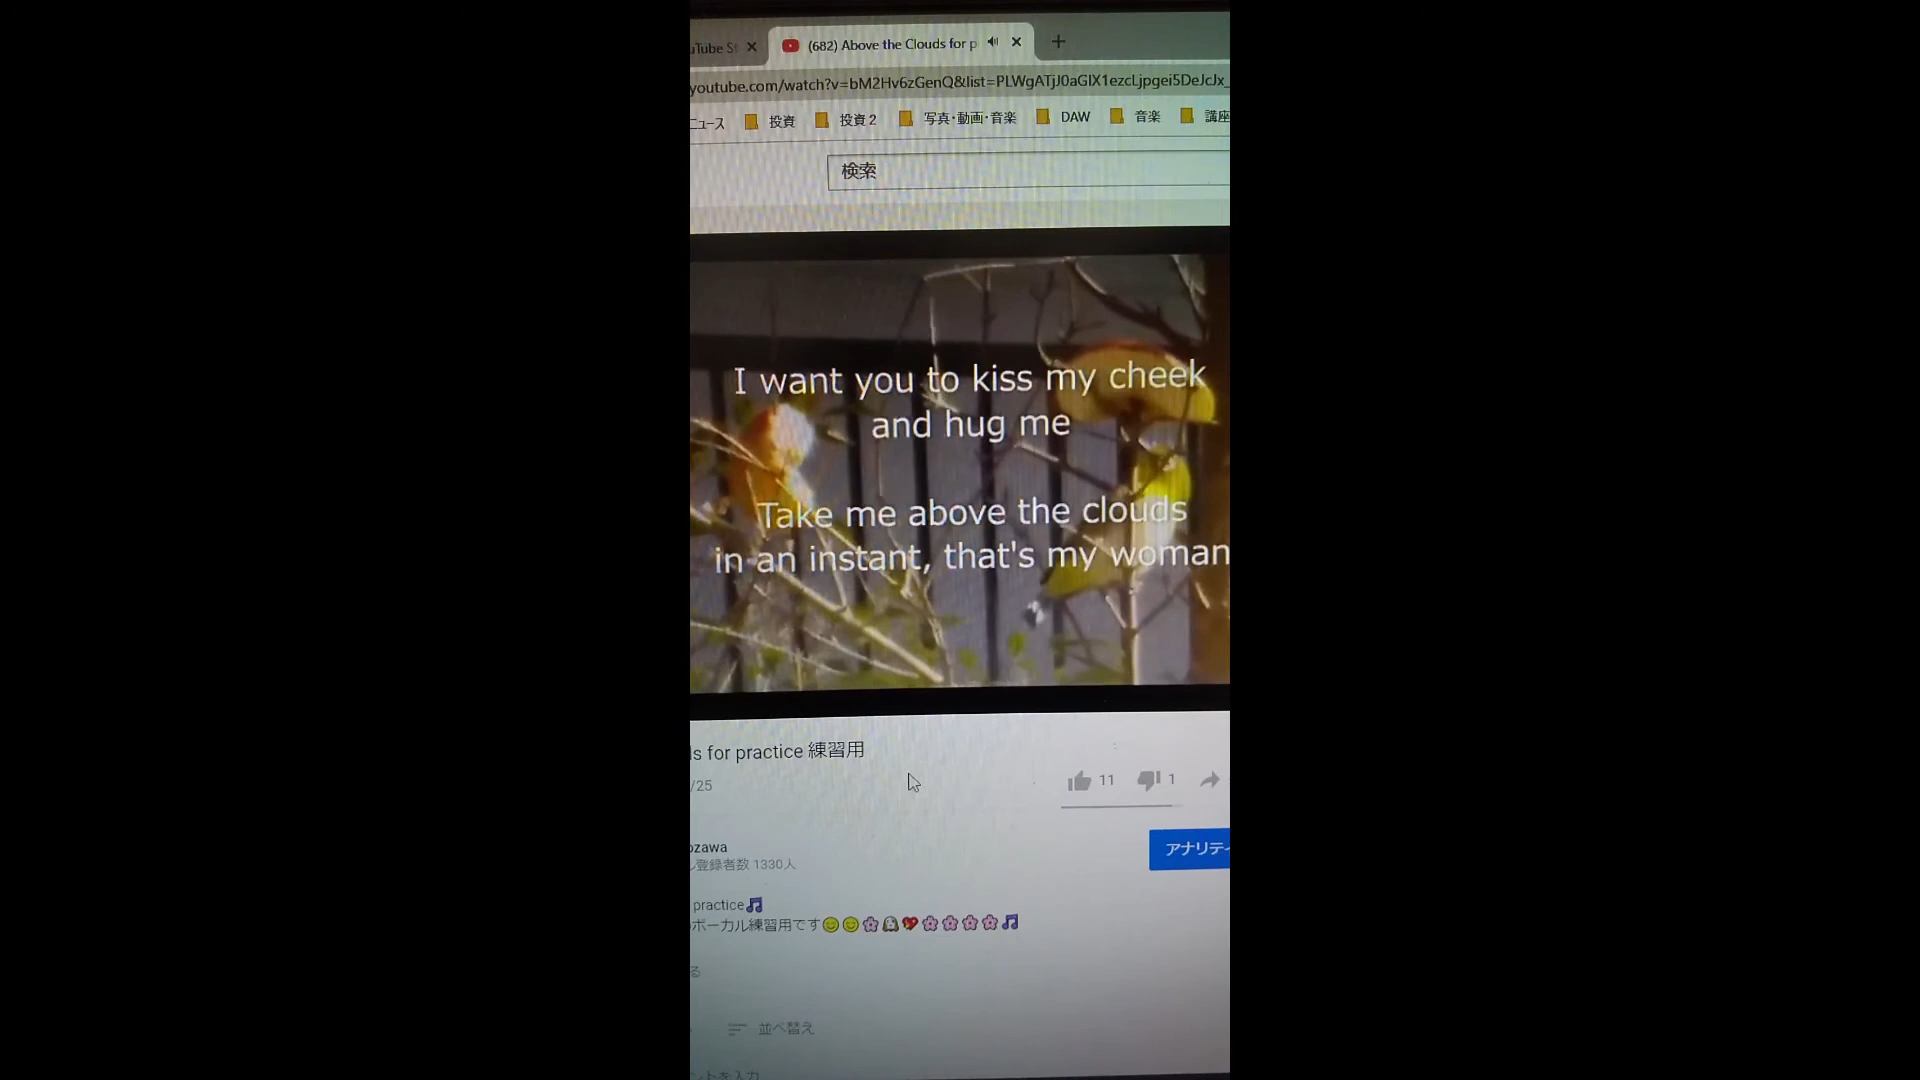 (682) Above the Clouds for p
youtube.com/watch?v=bM2Hv6zGenQ&list=PLWgATjJ0aGlX1ezcLjpgei5DeJcJx_
ニュース 投資 投資2 写真・動画・音楽 DAW 音楽 講座
検索
I want you to kiss my cheek
and hug me
Take me above the clouds
in an instant, that's my woman
for practice 練習用
/25
11 1
ozawa
登録者数 1330人
アナリティ
practice🎵
ボーカル練習用です
並べ替え